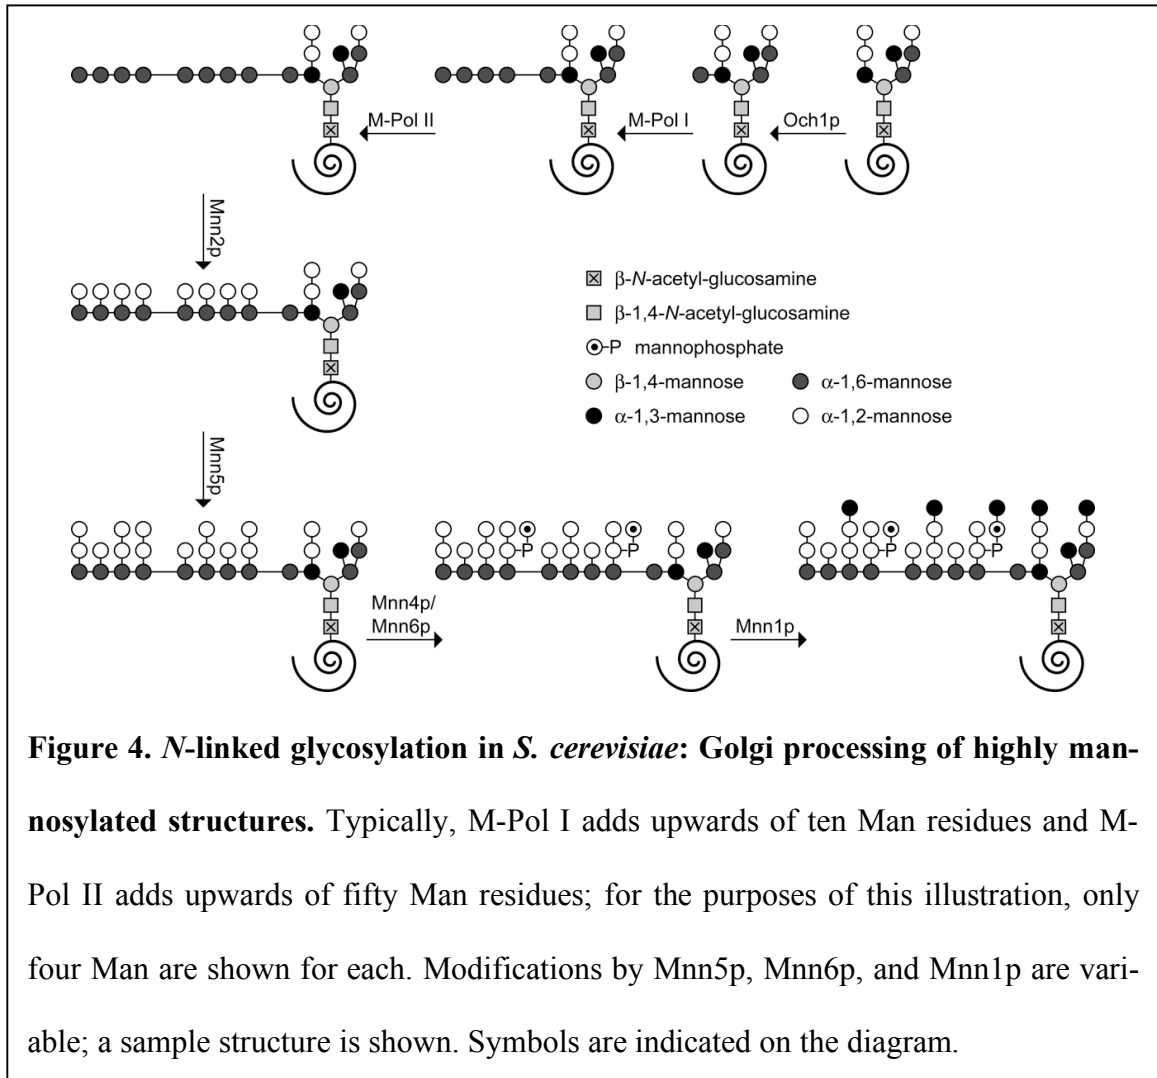 M-Pol II
M-Pol I
Och1p
Mnn2p
β-N-acetyl-glucosamine
β-1,4-N-acetyl-glucosamine
P mannophosphate
β-1,4-mannose
α-1,6-mannose
α-1,3-mannose
α-1,2-mannose
Mnn5p
P
P
Mnn4p/
Mnn6p
P
P
Mnn1p
Figure 4. N-linked glycosylation in S. cerevisiae: Golgi processing of highly man-
nosylated structures. Typically, M-Pol I adds upwards of ten Man residues and M-
Pol II adds upwards of fifty Man residues; for the purposes of this illustration, only
four Man are shown for each. Modifications by Mnn5p, Mnn6p, and Mnn1p are vari-
able; a sample structure is shown. Symbols are indicated on the diagram.